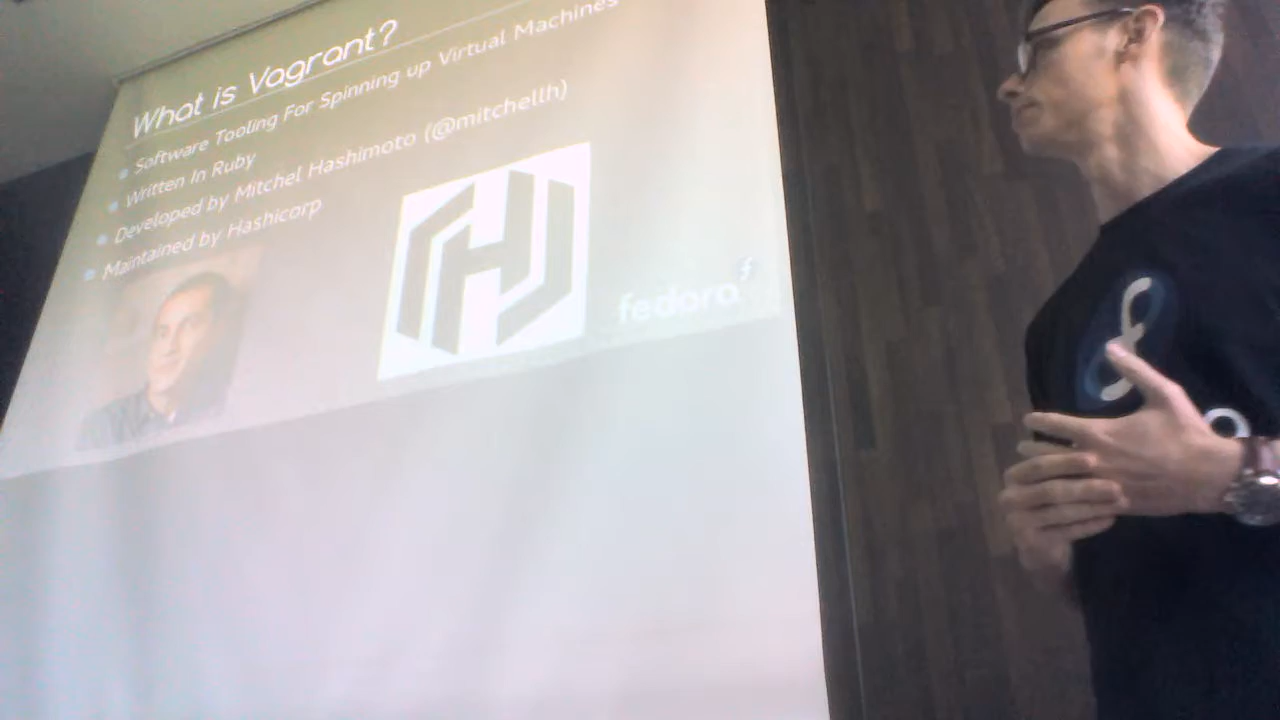 What is Vagrant?
Software Tooling For Spinning up Virtual Machines
Written In Ruby
Developed by Mitchel Hashimoto (@mitchellh)
Maintained by Hashicorp
fedora